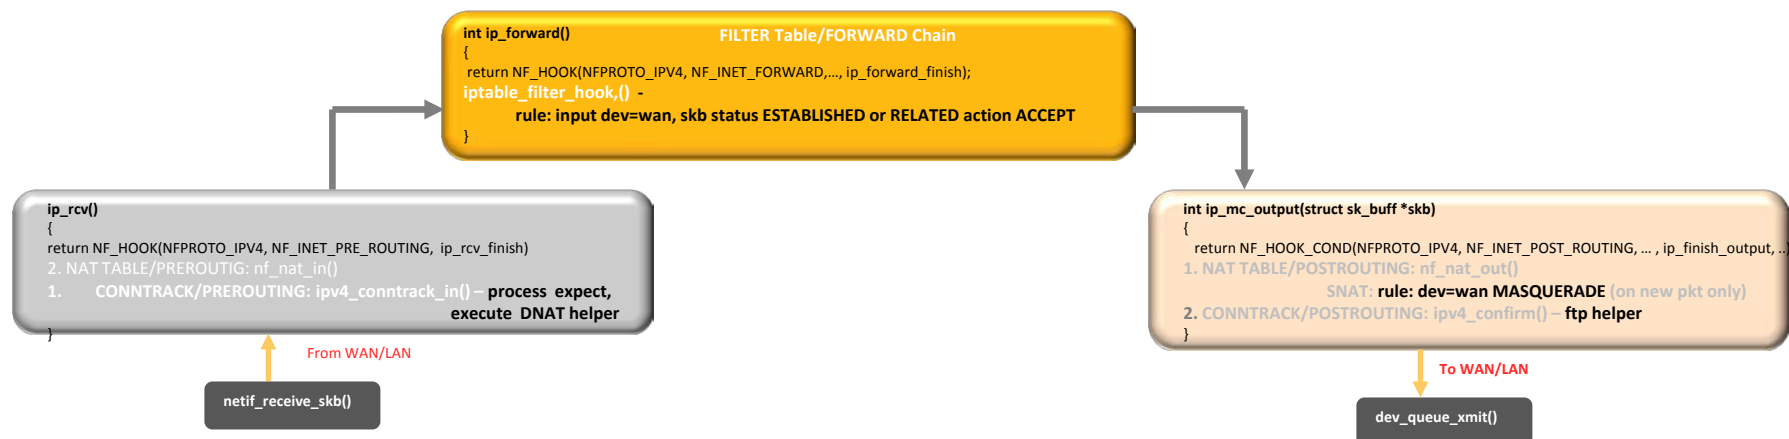 int ip_forward() FILTER Table/FORWARD Chain
{
return NF_HOOK(NFPROTO_IPV4, NF_INET_FORWARD,..., ip_forward_finish);
iptable_filter_hook,() -
rule: input dev=wan, skb status ESTABLISHED or RELATED action ACCEPT
}
ip_rcv()
{
return NF_HOOK(NFPROTO_IPV4, NF_INET_PRE_ROUTING, ip_rcv_finish)
2. NAT TABLE/PREROUTIG: nf_nat_in()
1. CONNTRACK/PREROUTING: ipv4_conntrack_in() – process expect,
execute DNAT helper
}
From WAN/LAN
netif_receive_skb()
int ip_mc_output(struct sk_buff *skb)
{
return NF_HOOK_COND(NFPROTO_IPV4, NF_INET_POST_ROUTING, ... , ip_finish_output, ..)
1. NAT TABLE/POSTROUTING: nf_nat_out()
SNAT: rule: dev=wan MASQUERADE (on new pkt only)
2. CONNTRACK/POSTROUTING: ipv4_confirm() – ftp helper
}
To WAN/LAN
dev_queue_xmit()